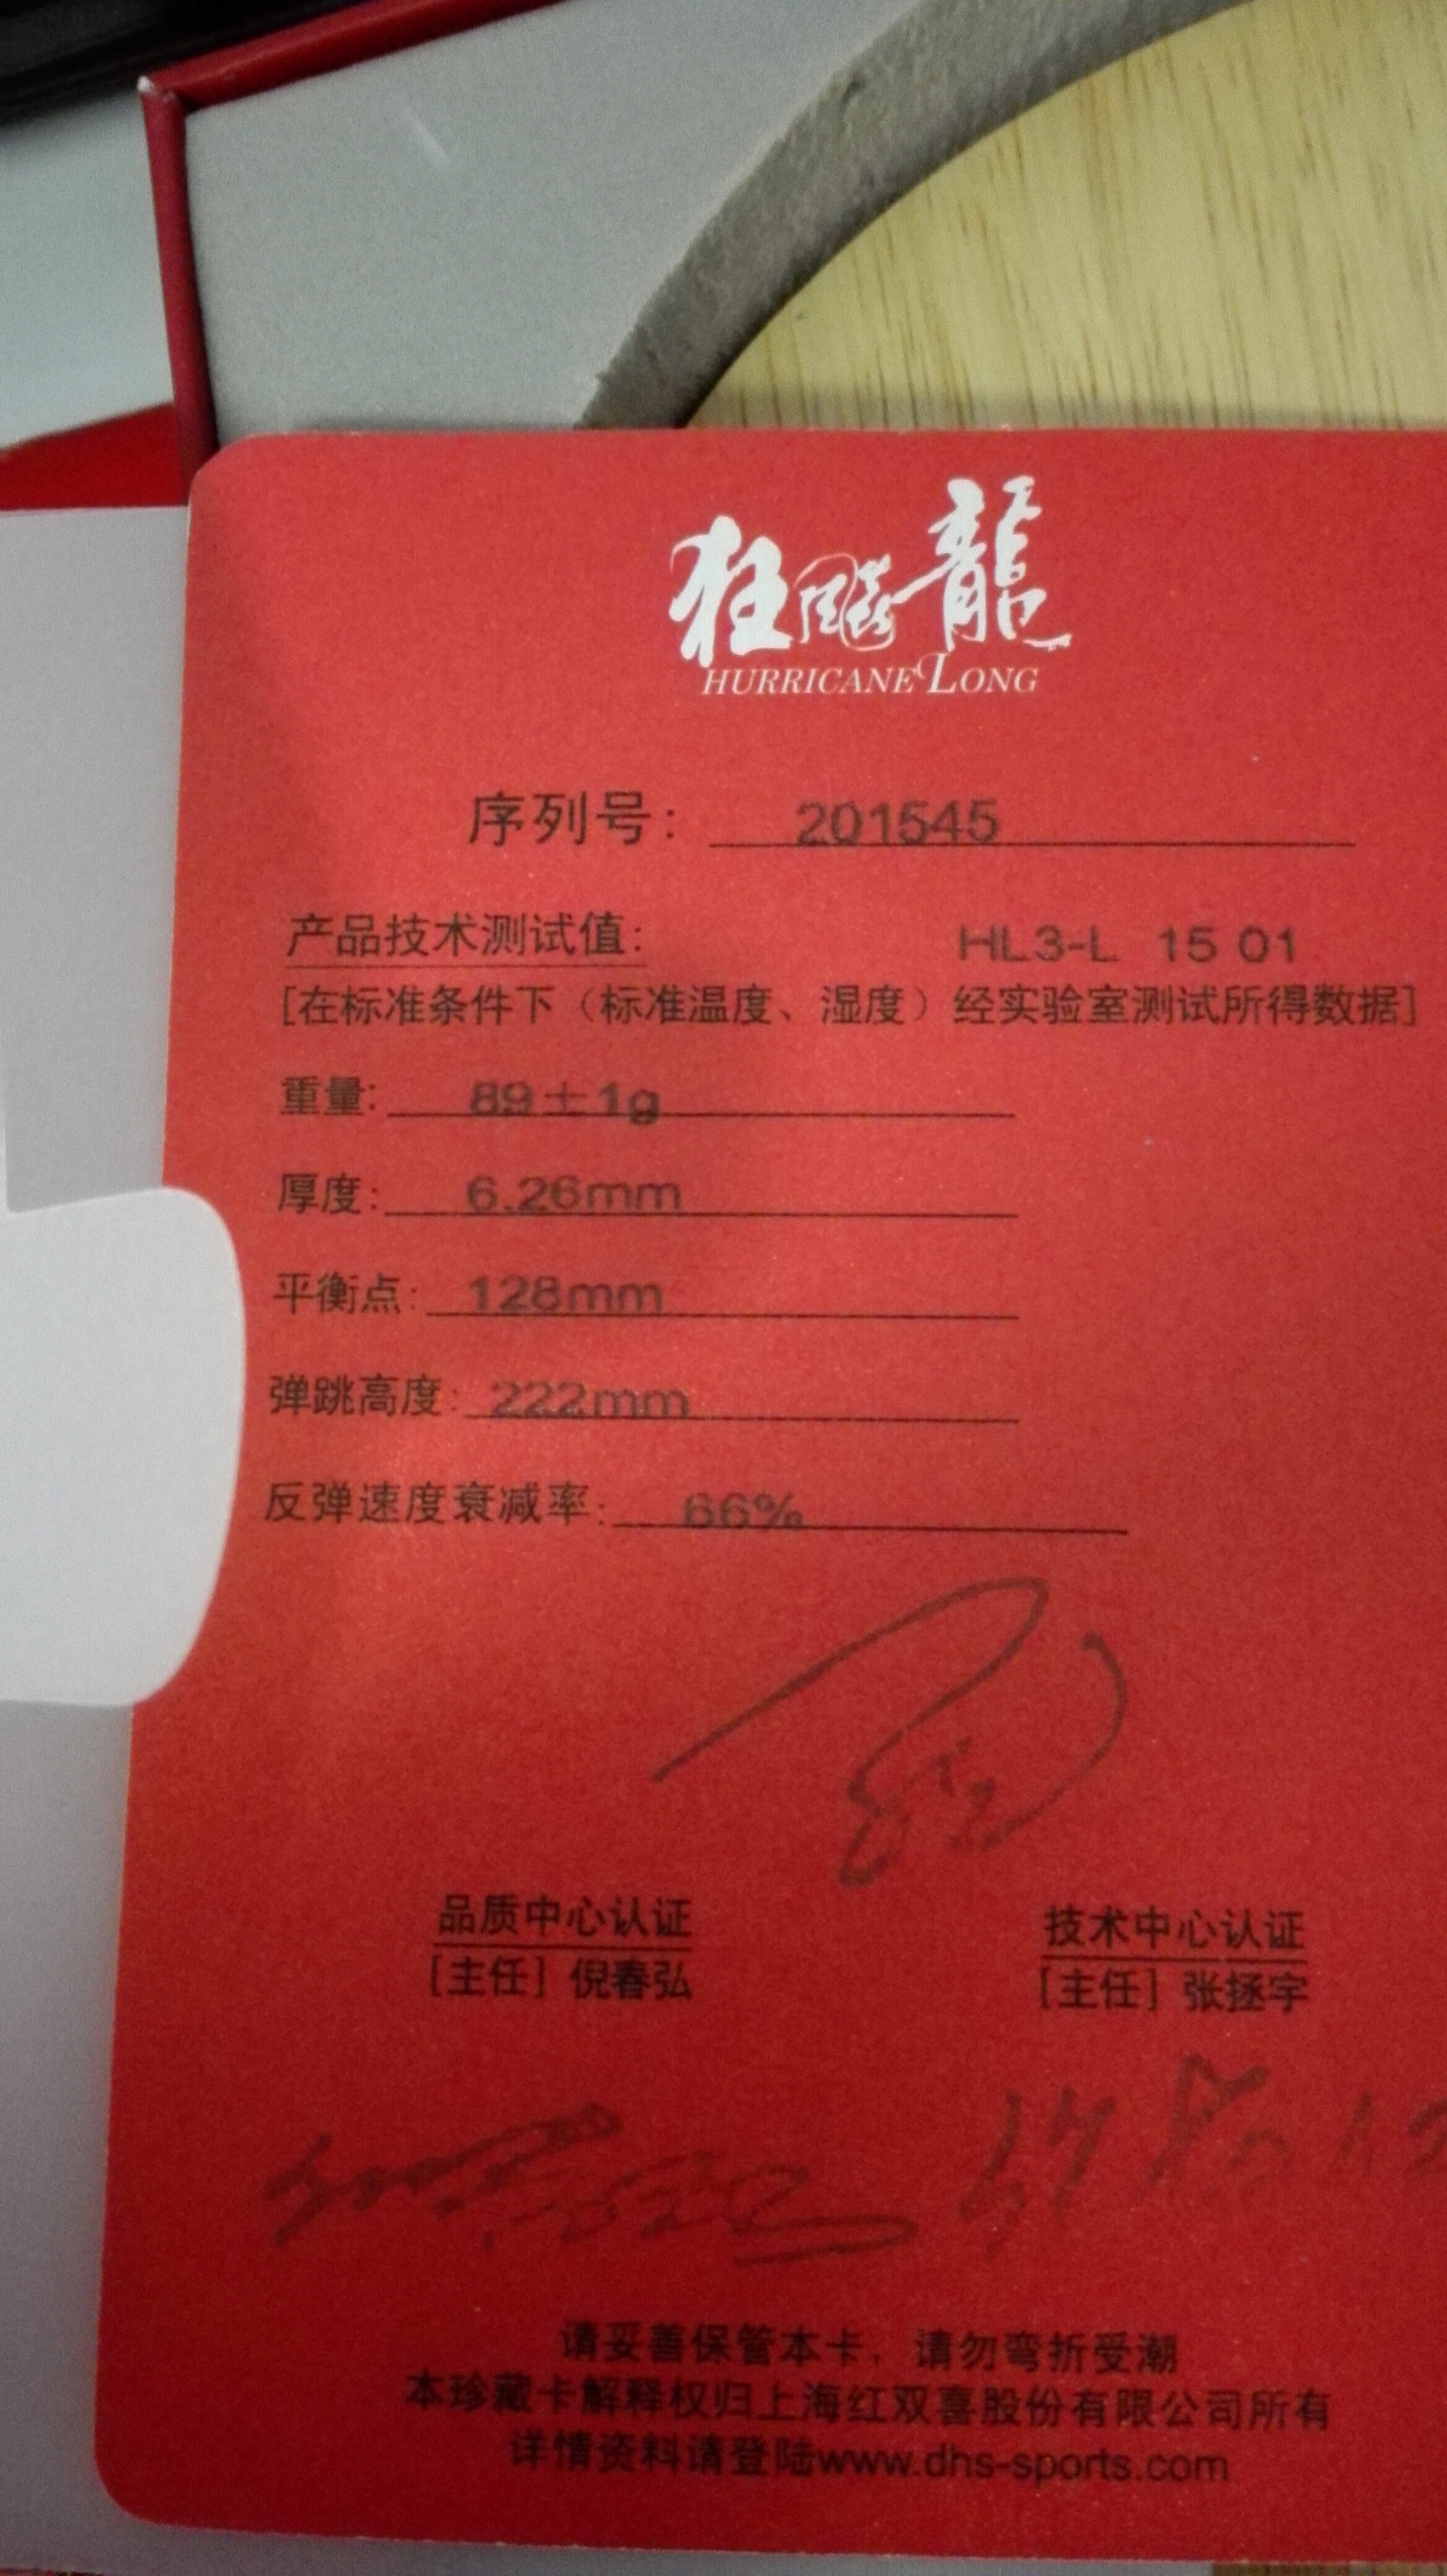 狂飚龍
HURRICANE LONG
序列号： 201545
产品技术测试值： HL3-L 15 01
[在标准条件下（标准温度、湿度）经实验室测试所得数据]
重量: 89±1g
厚度: 6.26mm
平衡点: 128mm
弹跳高度: 222mm
反弹速度衰减率: 66%
品质中心认证 技术中心认证
[主任] 倪春弘 [主任] 张拯宇
请妥善保管本卡，请勿弯折受潮
本珍藏卡解释权归上海红双喜股份有限公司所有
详情资料请登陆www.dhs-sports.com